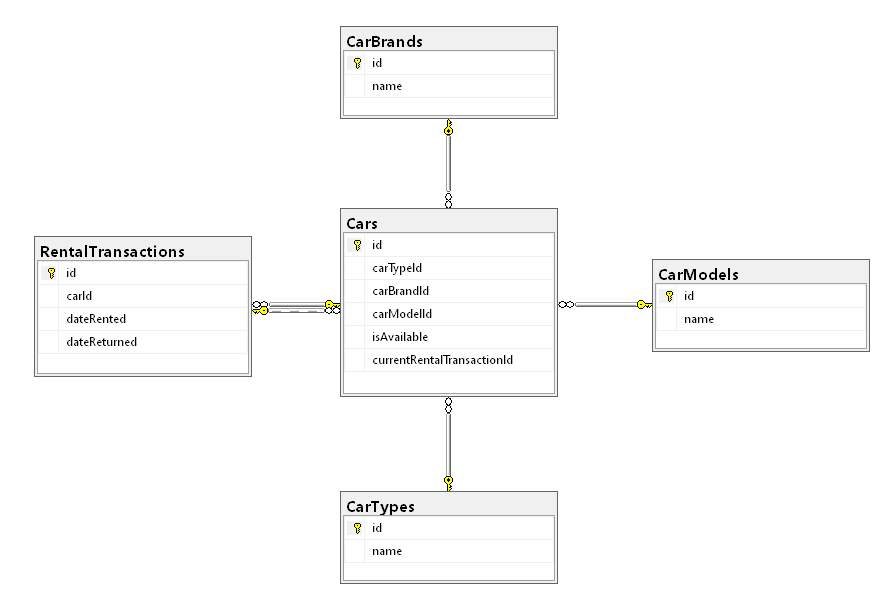 CarBrands
id
name
Cars
id
carTypeId
carBrandId
carModelId
isAvailable
currentRentalTransactionId
RentalTransactions
id
carId
dateRented
dateReturned
CarModels
id
name
CarTypes
id
name